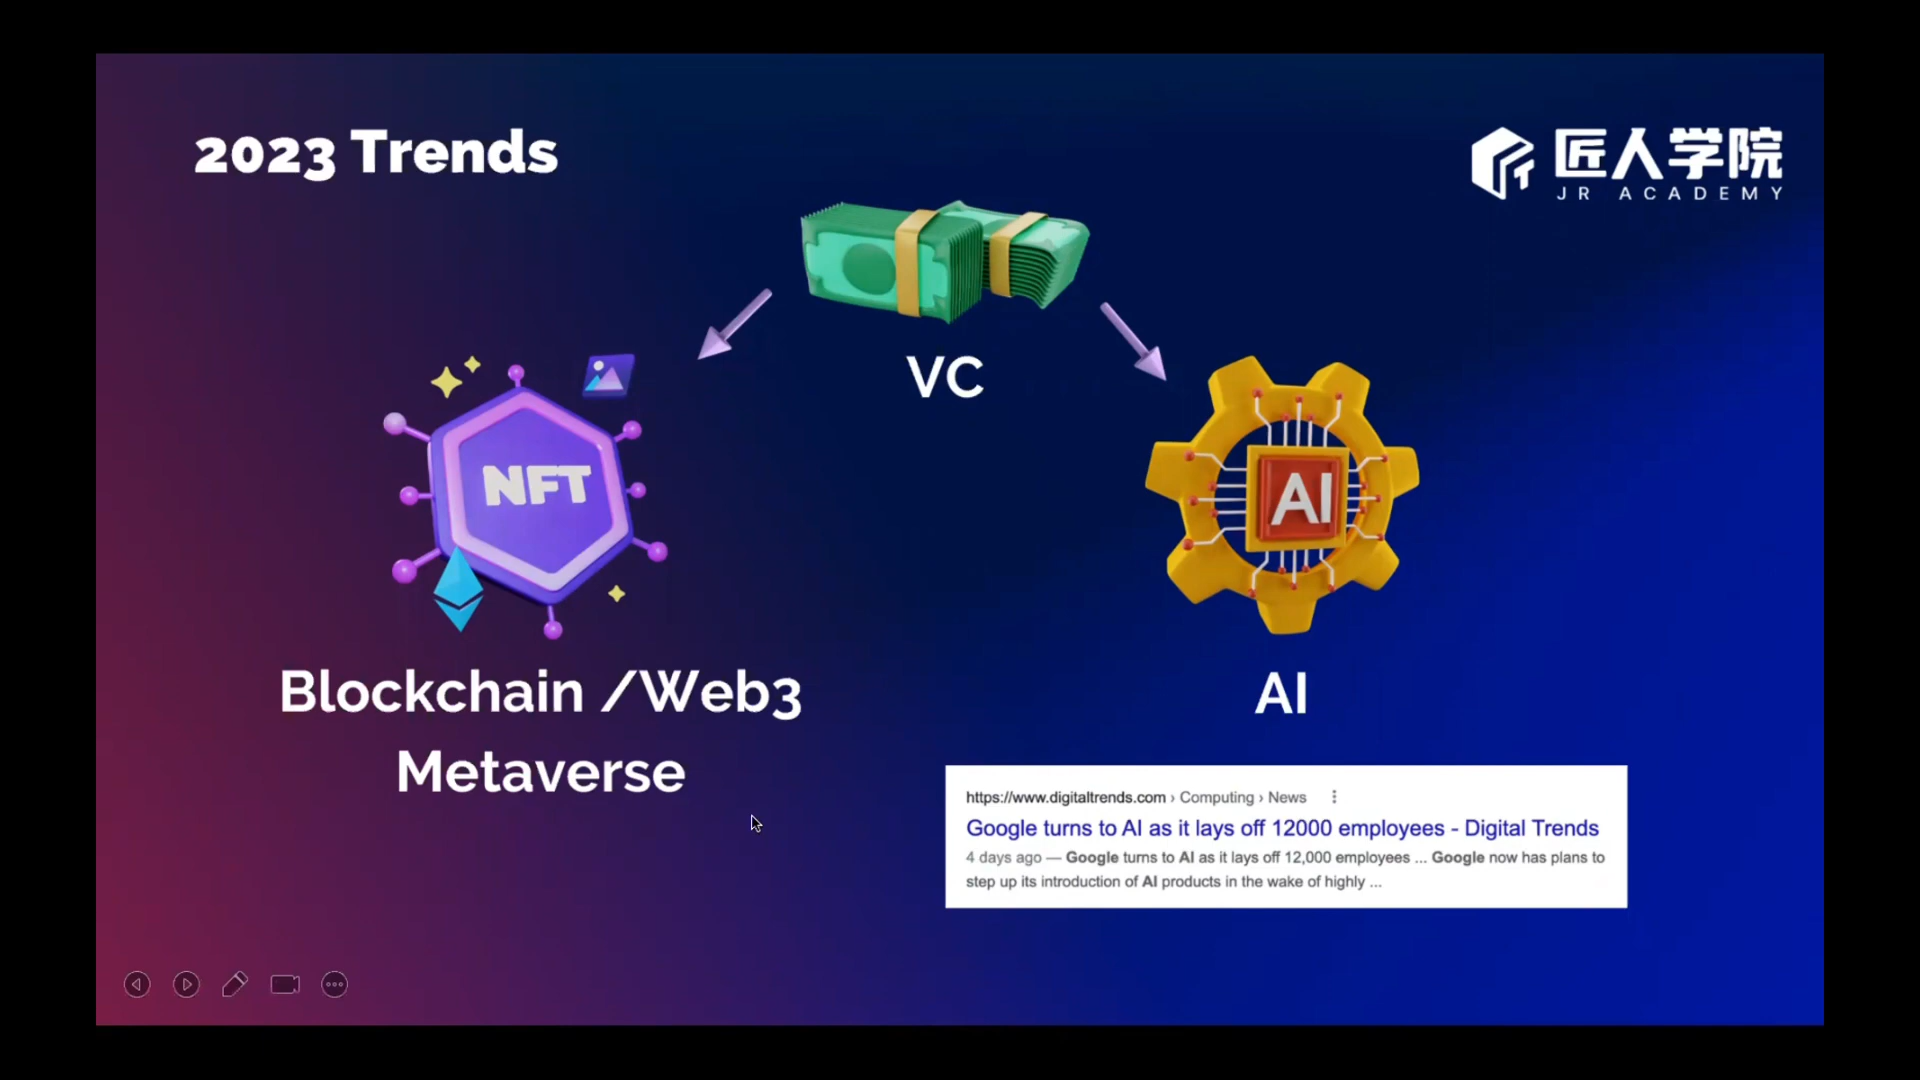 2023 Trends
匠人学院
JR ACADEMY
VC
NFT
AI
Blockchain /Web3
Metaverse
AI
https://www.digitaltrends.com › Computing › News
Google turns to AI as it lays off 12000 employees - Digital Trends
4 days ago — Google turns to AI as it lays off 12,000 employees ... Google now has plans to
step up its introduction of AI products in the wake of highly ...